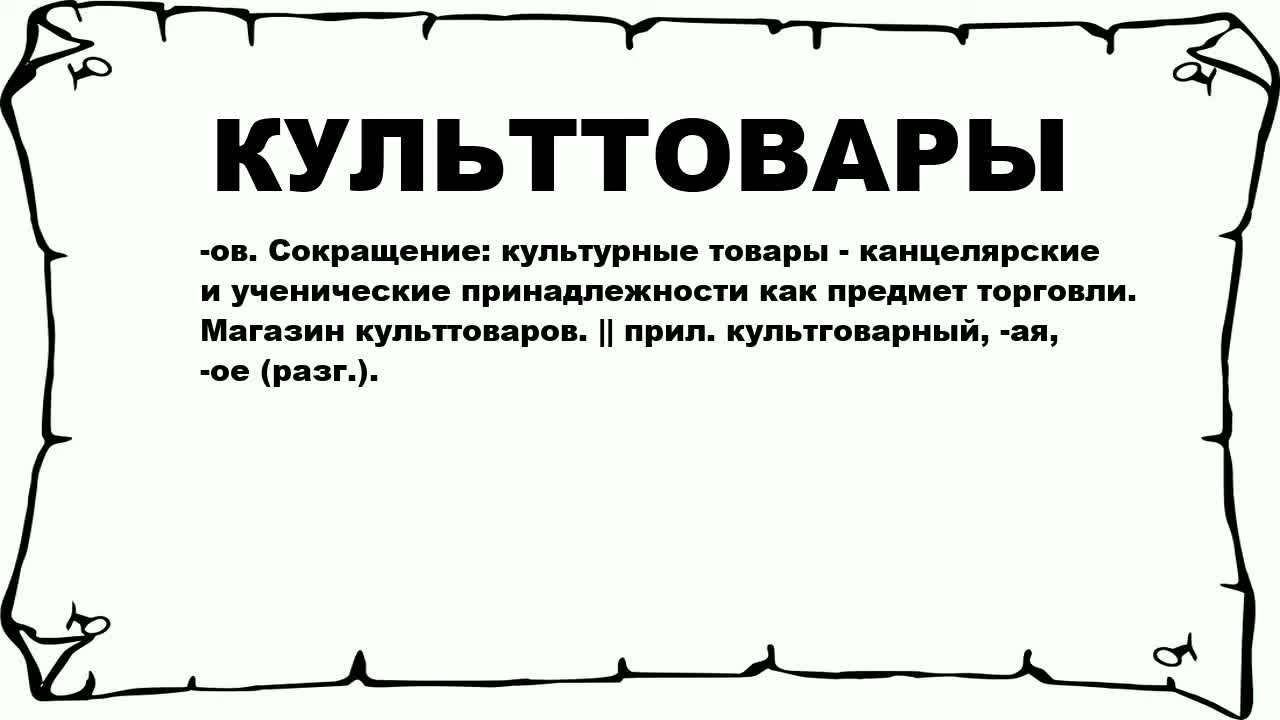 КУЛЬТТОВАРЫ
-ов. Сокращение: культурные товары - канцелярские
и ученические принадлежности как предмет торговли.
Магазин культтоваров. || прил. культговарный, -ая,
-ое (разг.).